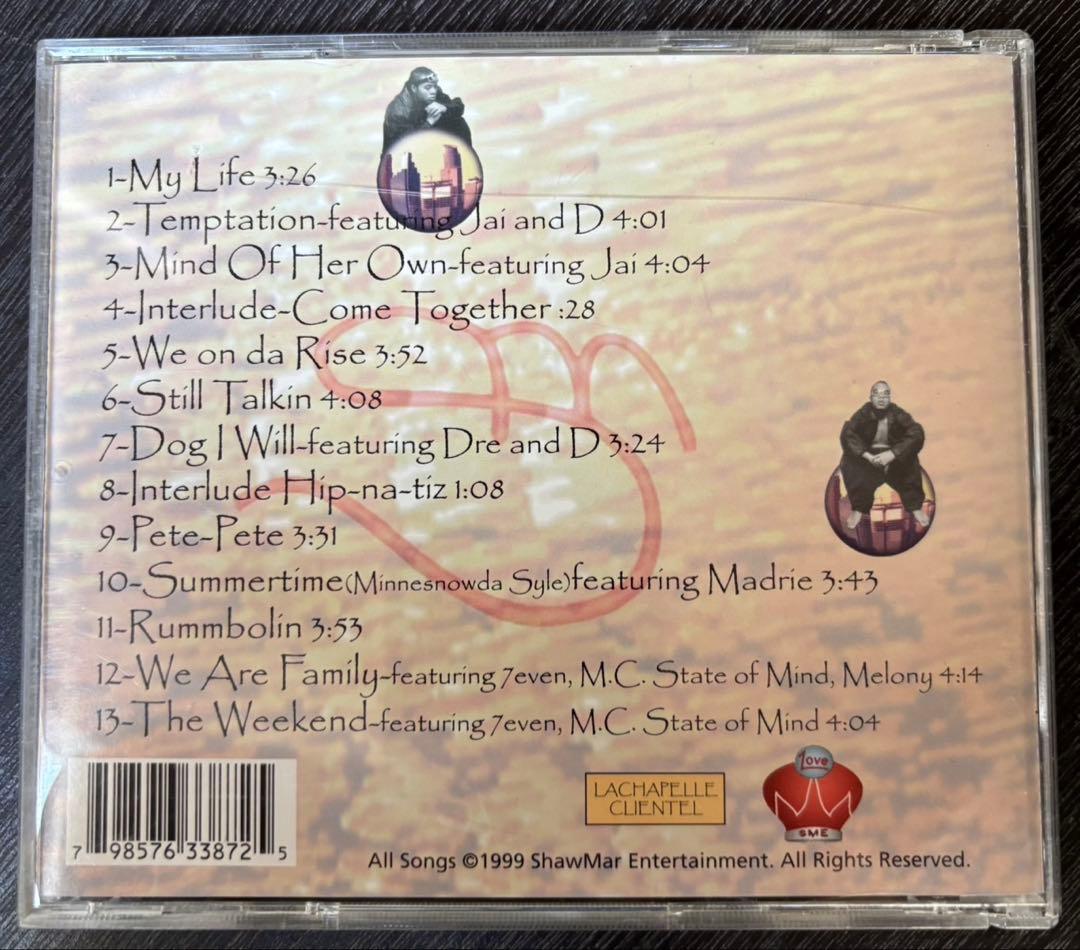 1-My Life 3:26
2-Temptation-featuring Jai and D 4:01
3-Mind Of Her Own-featuring Jai 4:04
4-Interlude-Come Together :28
5-We on da Rise 3:52
6-Still Talkin 4:08
7-Dog I Will-featuring Dre and D 3:24
8-Interlude Hip-na-tiz 1:08
9-Pete-Pete 3:31
10-Summertime(Minnesnowda Syle)featuring Madrie 3:43
11-Rummbolin 3:53
12-We Are Family-featuring 7even, M.C. State of Mind, Melony 4:14
13-The Weekend-featuring 7even, M.C. State of Mind 4:04
LACHAPELLE
CLIENTEL
1ove
SME
7 98576 33872 5
All Songs ©1999 ShawMar Entertainment. All Rights Reserved.